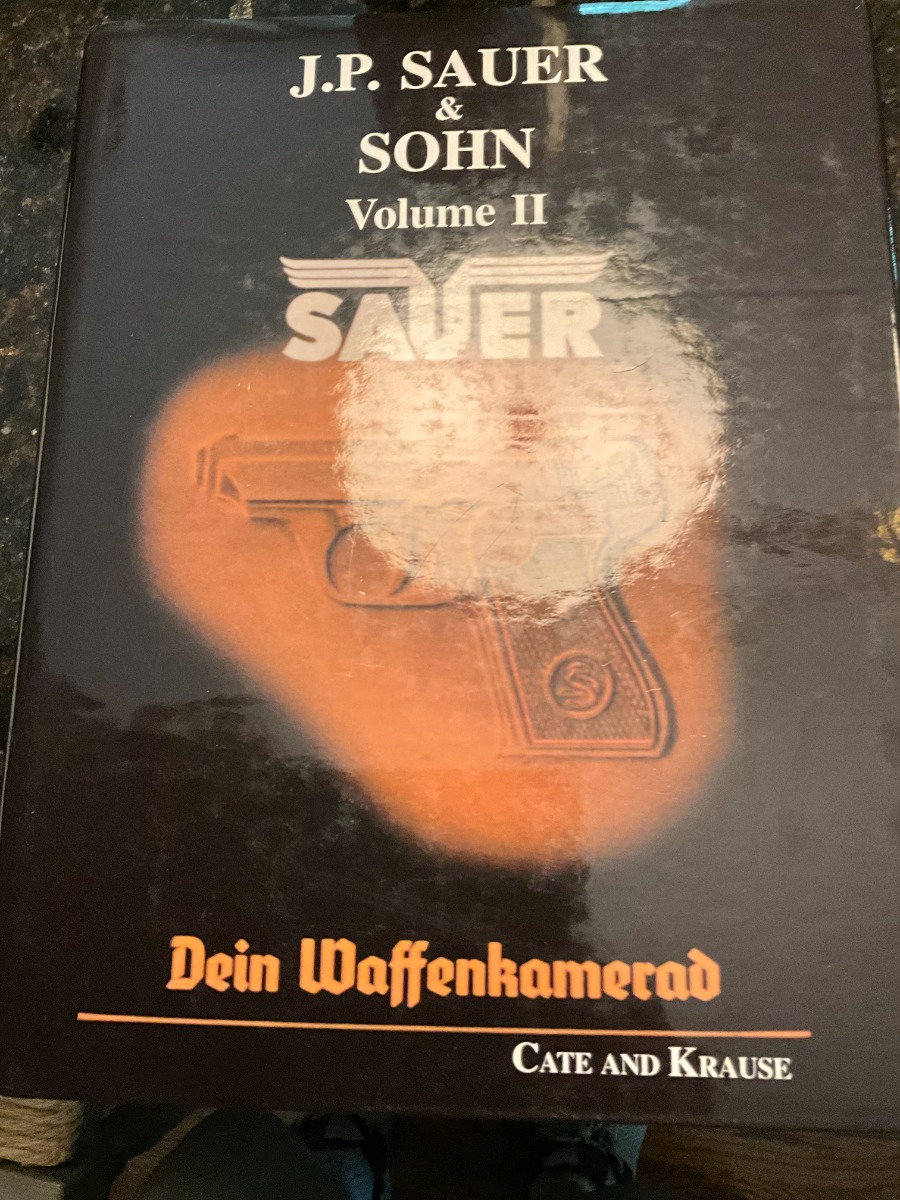 J.P. SAUER
&
SOHN
Volume II
SAUER
S
Dein Waffenkamerad
CATE AND KRAUSE